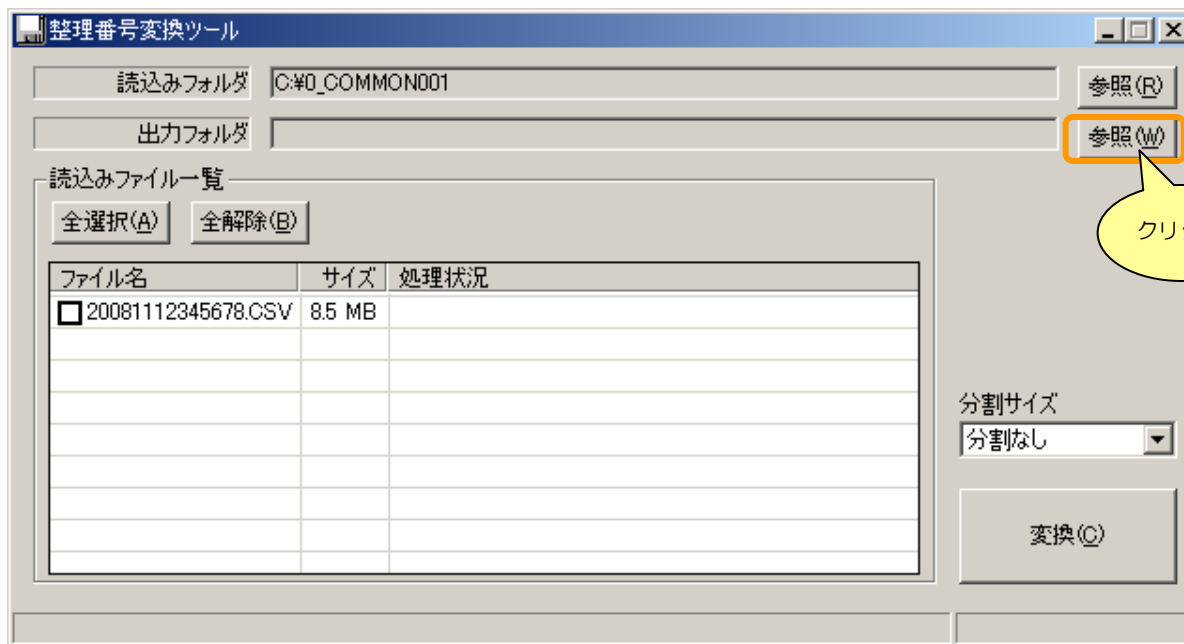 整理番号変換ツール
読込みフォルダ C:¥0_COMMON001 参照(R)
出力フォルダ 参照(W)
読込みファイル一覧
全選択(A) 全解除(B)
クリ
ファイル名 サイズ 処理状況
20081112345678.CSV 8.5 MB
分割サイズ
分割なし
変換(C)